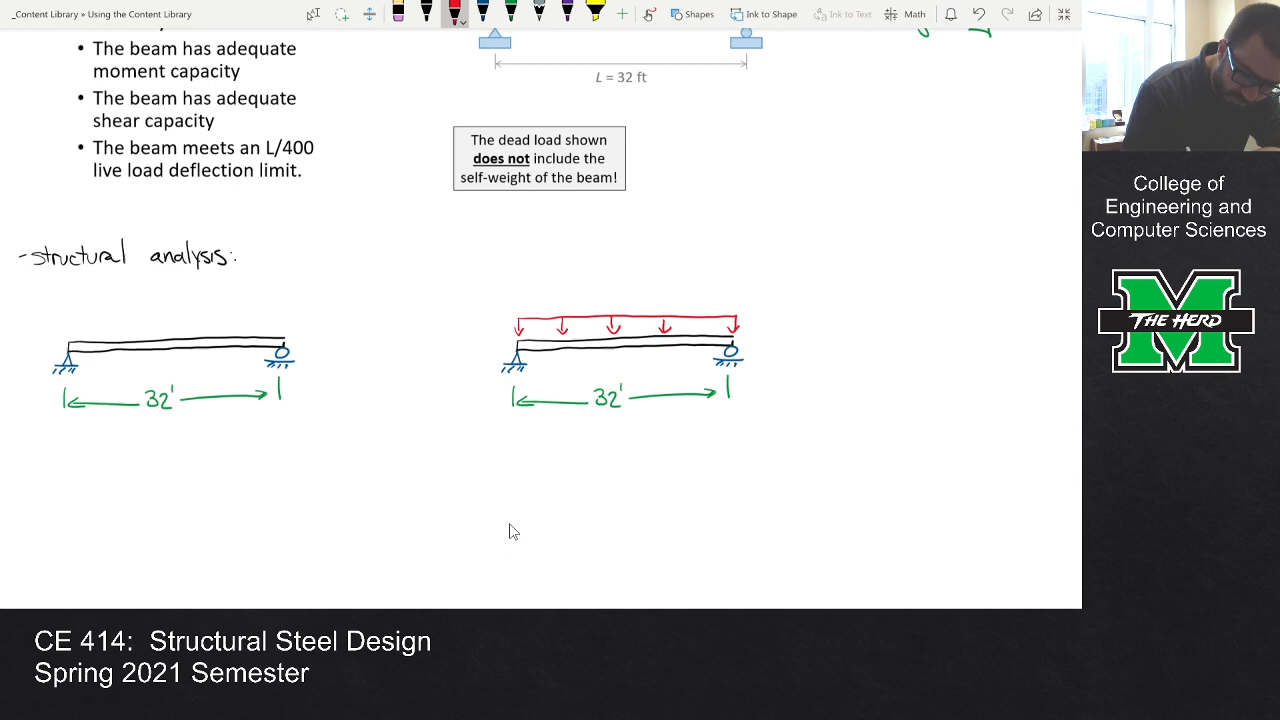 _Content Library » Using the Content Library
Shapes
Ink to Shape
Ink to Text
Math
• The beam has adequate
moment capacity
• The beam has adequate
shear capacity
• The beam meets an L/400
live load deflection limit.
L = 32 ft
The dead load shown
does not include the
self-weight of the beam!
-structural analysis:
32'
32'
College of
Engineering and
Computer Sciences
M
THE HERD
CE 414: Structural Steel Design
Spring 2021 Semester